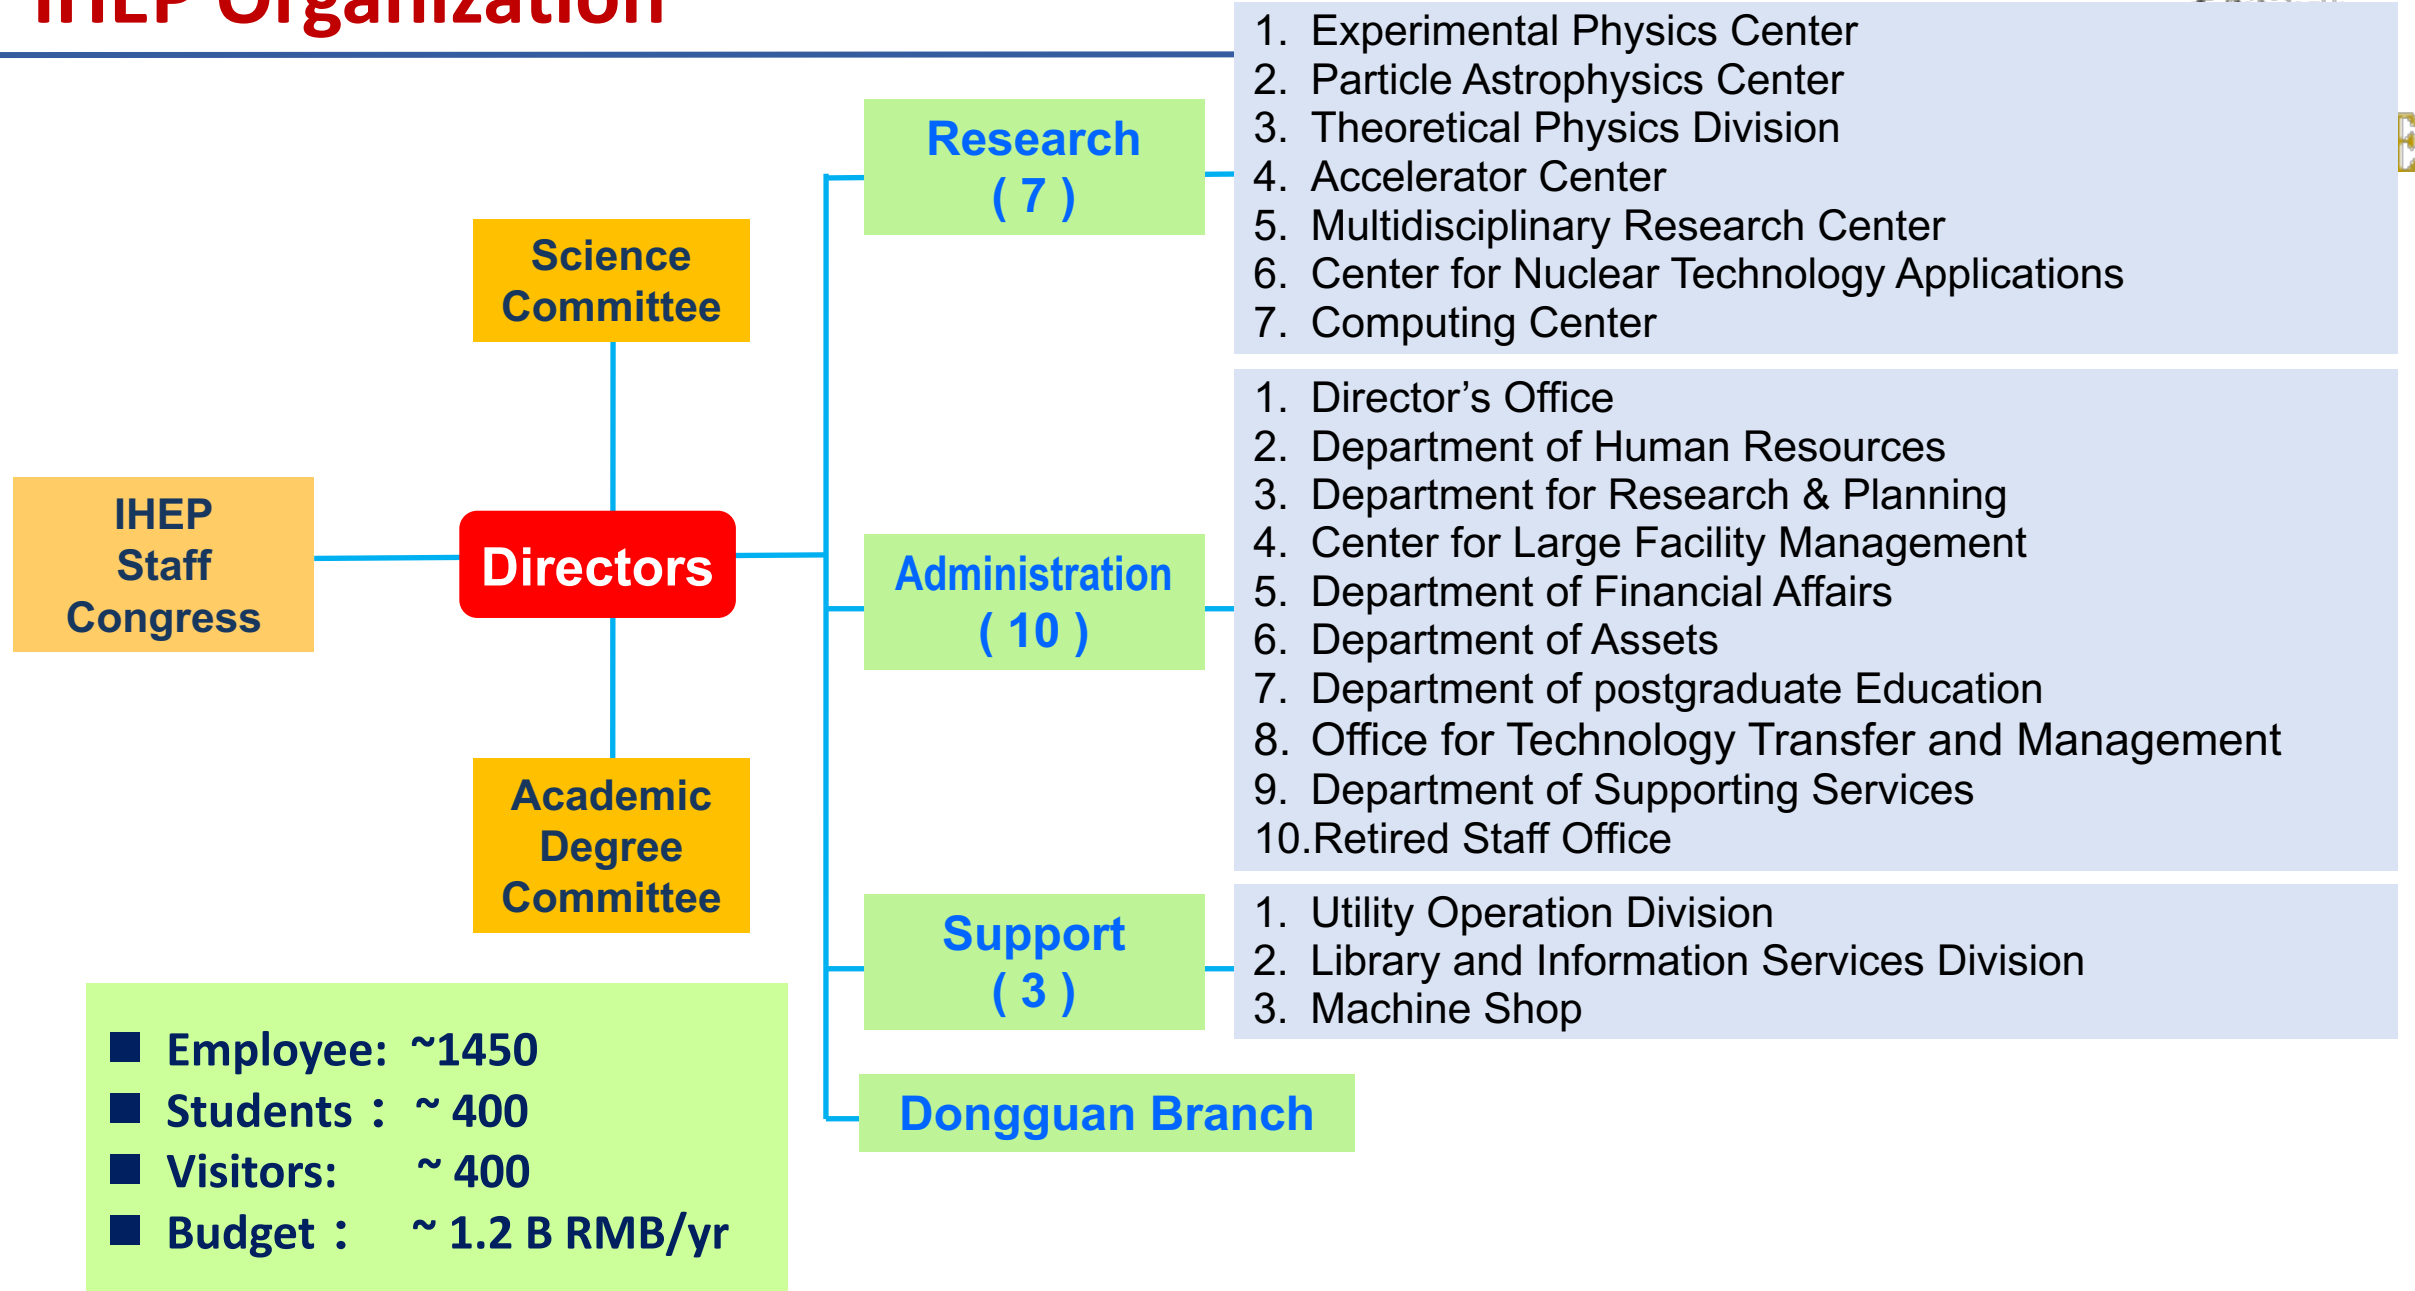 IHEP Organization
1. Experimental Physics Center
2. Particle Astrophysics Center
3. Theoretical Physics Division
4. Accelerator Center
5. Multidisciplinary Research Center
6. Center for Nuclear Technology Applications
7. Computing Center
Research
( 7 )
Science
Committee
IHEP
Staff
Congress
Directors
Administration
( 10 )
1. Director’s Office
2. Department of Human Resources
3. Department for Research & Planning
4. Center for Large Facility Management
5. Department of Financial Affairs
6. Department of Assets
7. Department of postgraduate Education
8. Office for Technology Transfer and Management
9. Department of Supporting Services
10.Retired Staff Office
Academic
Degree
Committee
Support
( 3 )
1. Utility Operation Division
2. Library and Information Services Division
3. Machine Shop
Dongguan Branch
Employee: ~1450
Students： ~ 400
Visitors: ~ 400
Budget： ~ 1.2 B RMB/yr